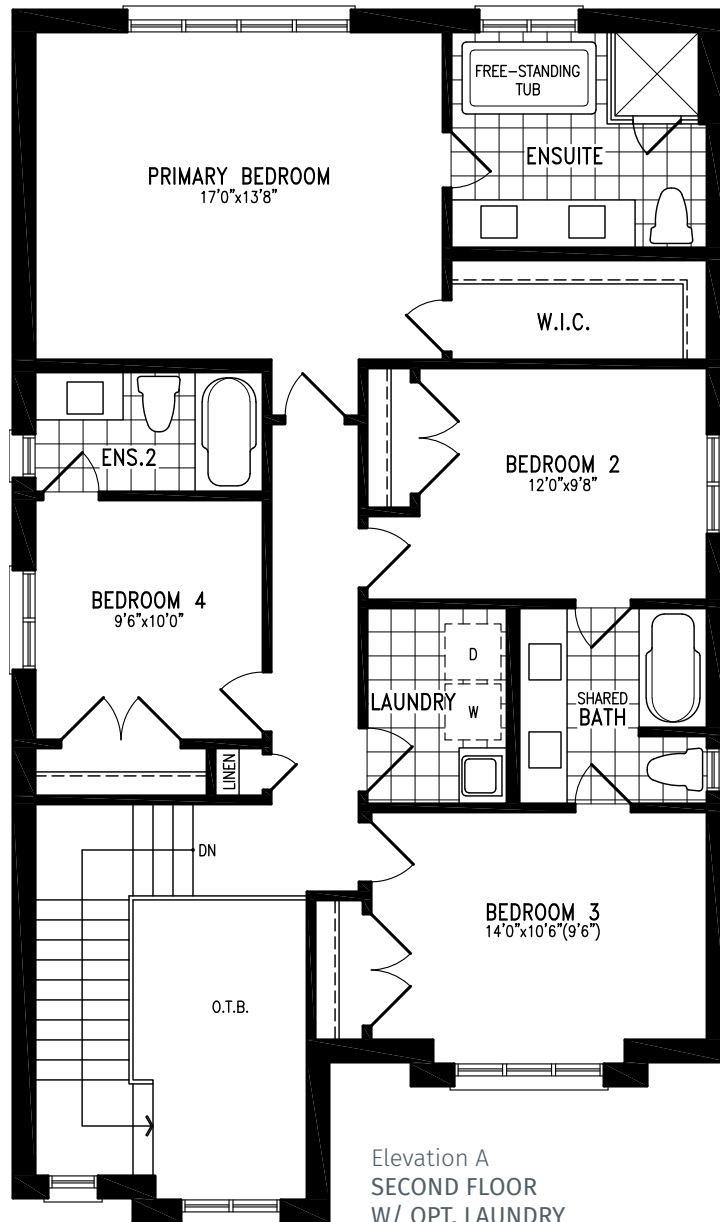 FREE-STANDING
TUB
ENSUITE
PRIMARY BEDROOM
17'0"x13'8"
W.I.C.
ENS.2
BEDROOM 2
12'0"x9'8"
BEDROOM 4
9'6"x10'0"
D
LAUNDRY
W
SHARED
BATH
LINEN
DN
BEDROOM 3
14'0"x10'6"(9'6")
O.T.B.
Elevation A
SECOND FLOOR
W/ OPT. LAUNDRY